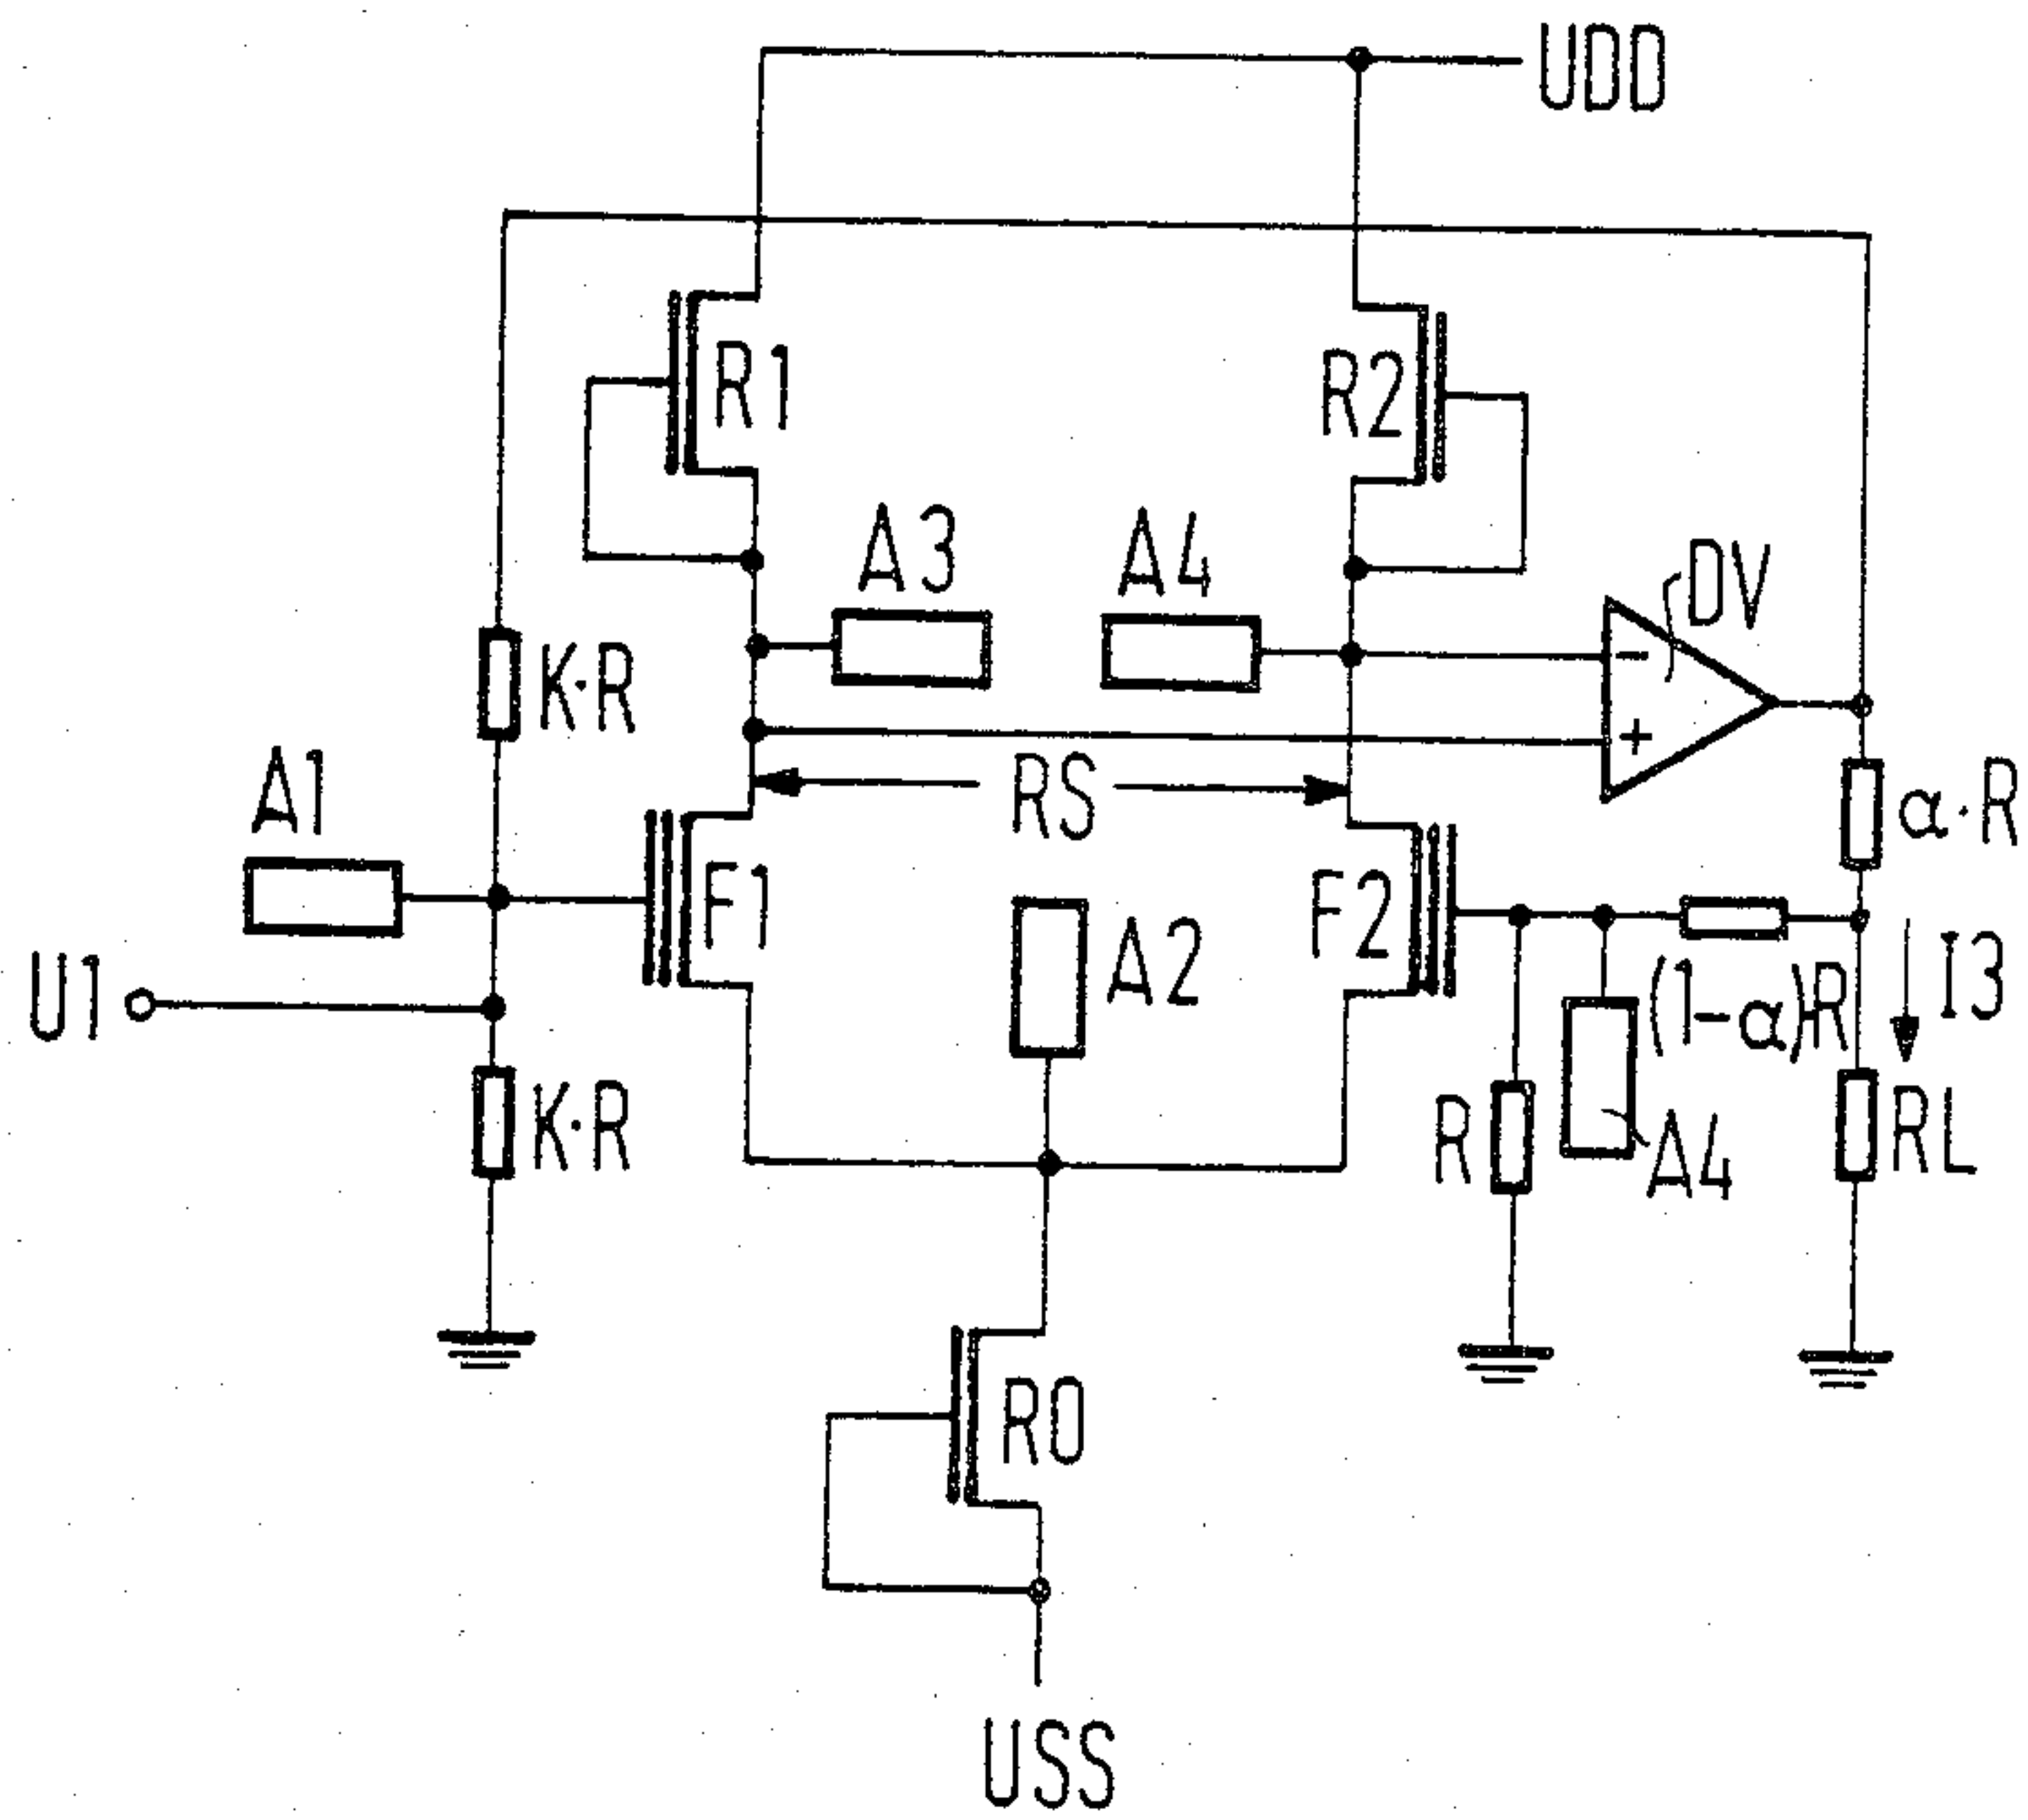 UDD
R1
R2
A3
A4
DV
K·R
-
+
A1
RS
α·R
F1
F2
A2
U1
(1-α)R
I3
K·R
R
A4
RL
R0
USS